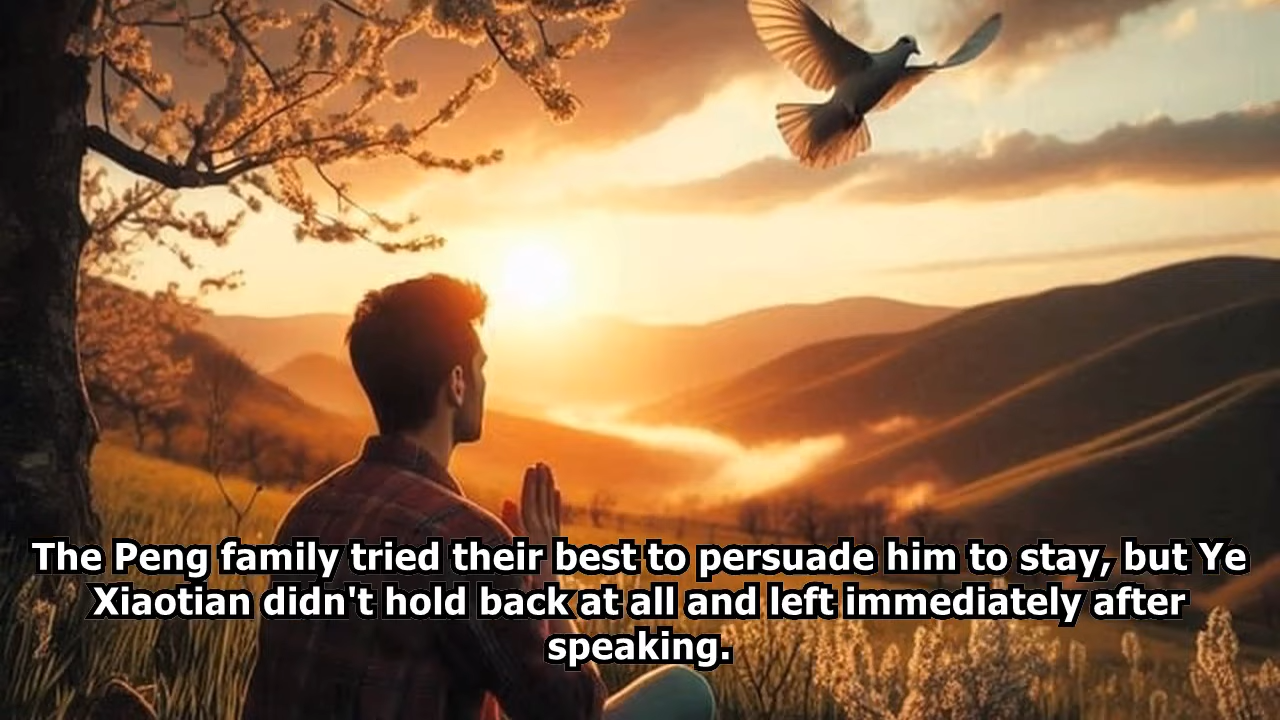 The Peng family tried their best to persuade him to stay, but Ye
Xiaotian didn't hold back at all and left immediately after
speaking.